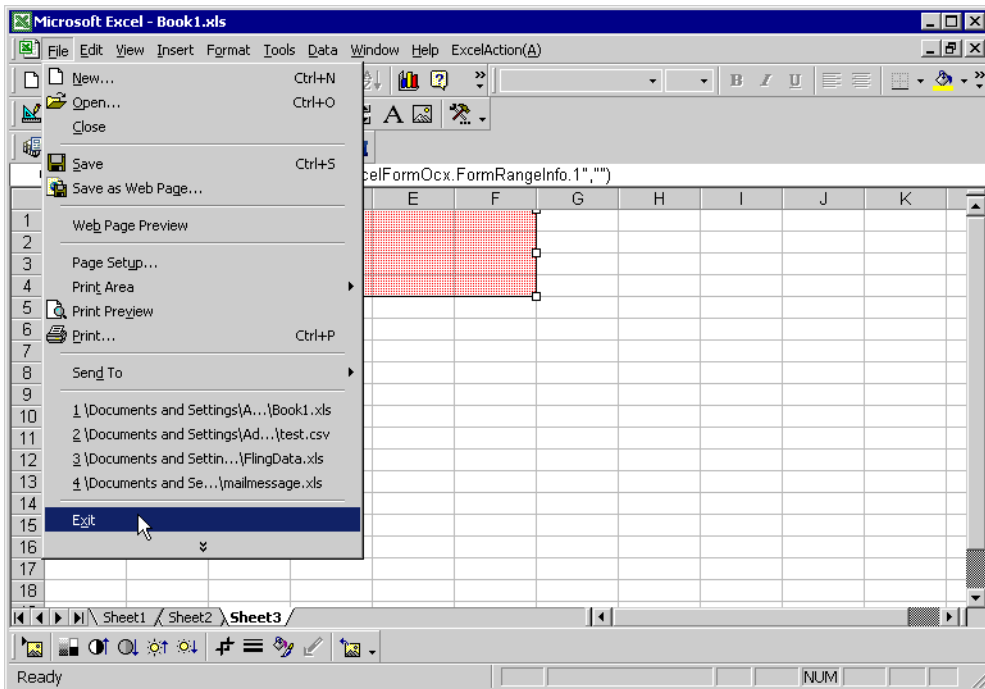 Microsoft Excel - Book1.xls
File Edit View Insert Format Tools Data Window Help ExcelAction(A)
New... Ctrl+N
B I U
Open... Ctrl+O
A
Close
Save Ctrl+S
elFormOcx.FormRangeInfo.1","")
Save as Web Page...
E F G H I J K
1
Web Page Preview
2
3
Page Setup...
4
Print Area
5
Print Preview
6
Print... Ctrl+P
7
8
Send To
9
10
1 \Documents and Settings\A...\Book1.xls
11
2 \Documents and Settings\Ad...\test.csv
12
3 \Documents and Settin...\FlingData.xls
13
4 \Documents and Se...\mailmessage.xls
14
15
Exit
16
17
18
Sheet1 Sheet2 Sheet3
Ready NUM